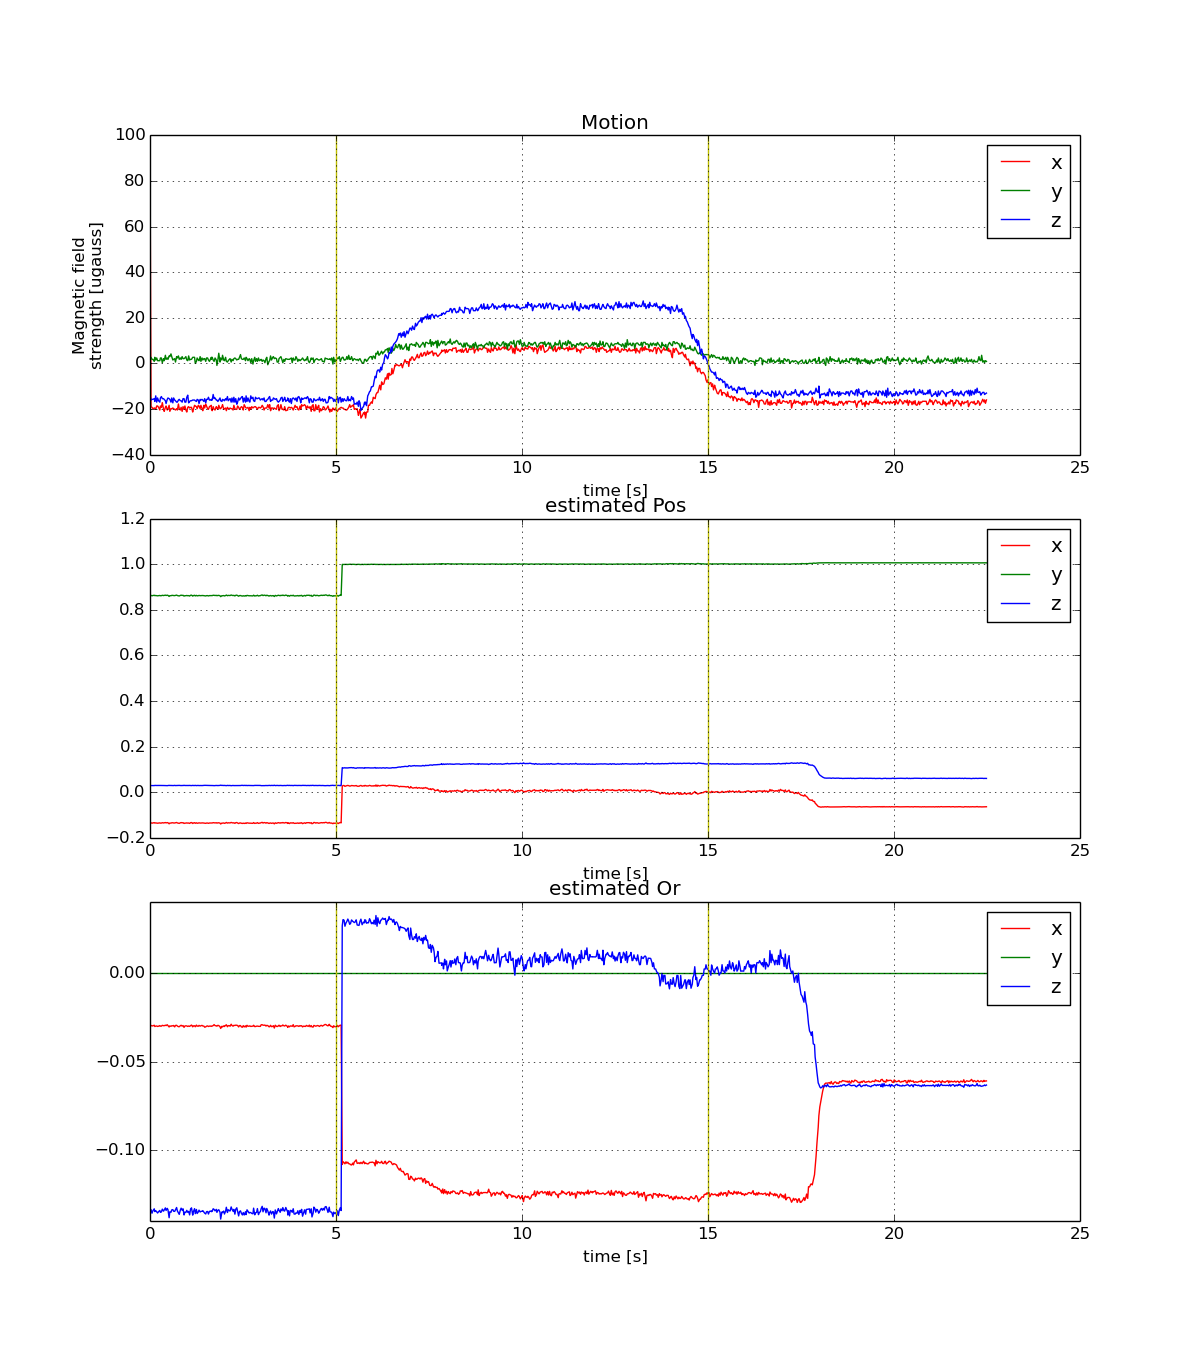 Motion
Magnetic field
strength [ugauss]
100
80
60
40
20
0
−20
−40
x
y
z
0 5 10 15 20 25
time [s]
estimated Pos
1.2
1.0
0.8
0.6
0.4
0.2
0.0
−0.2
x
y
z
0 5 10 15 20 25
time [s]
estimated Or
0.00
−0.05
−0.10
x
y
z
0 5 10 15 20 25
time [s]